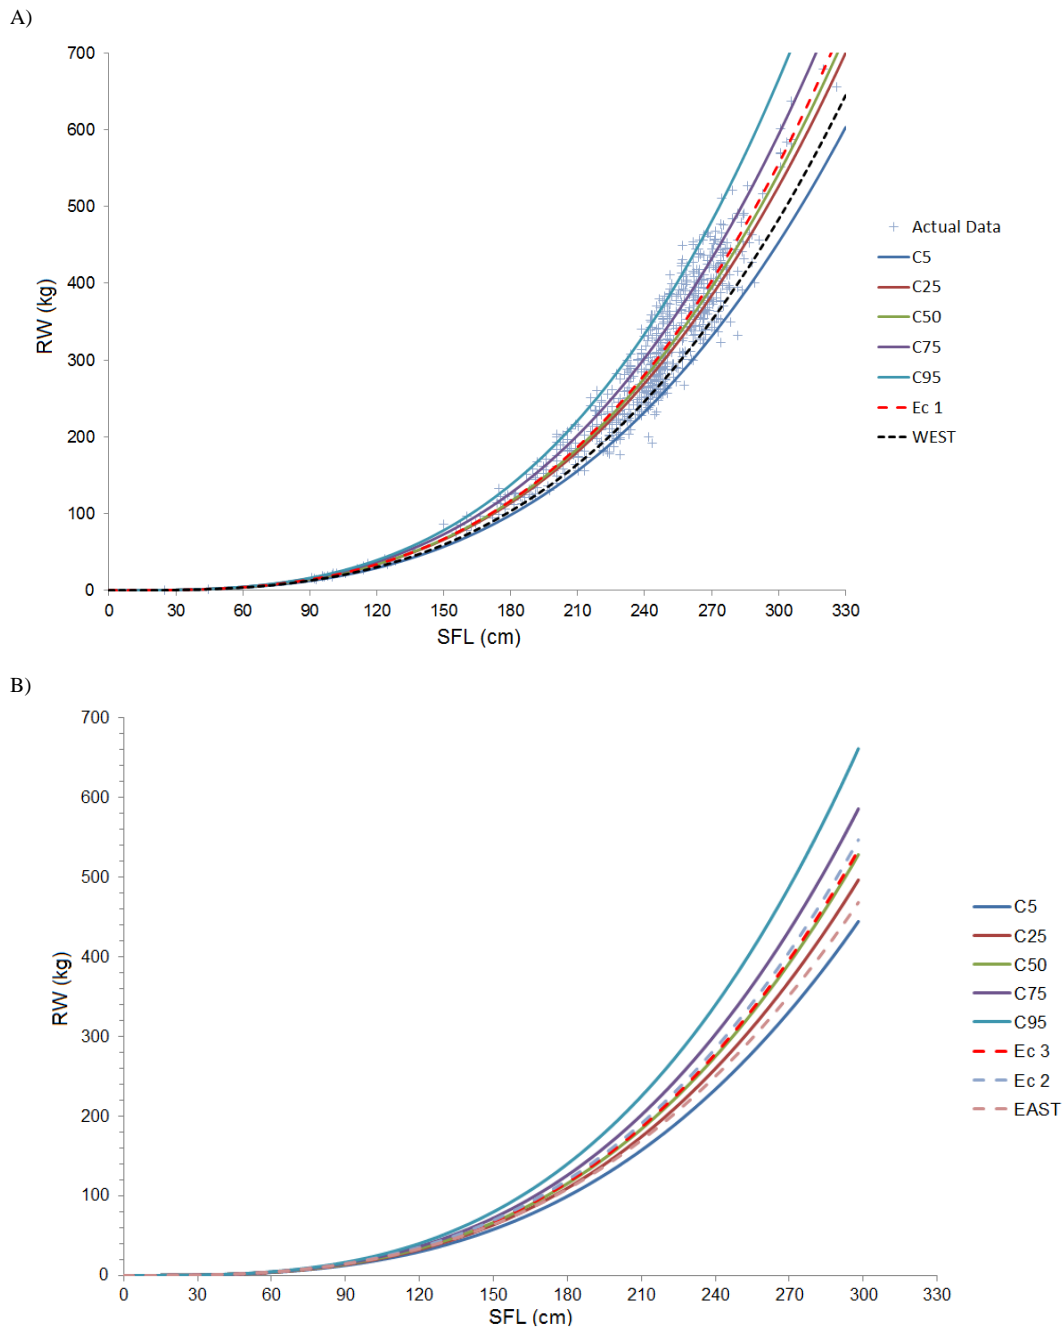 A)
700
600
500
400
300
200
100
0
RW (kg)
0 30 60 90 120 150 180 210 240 270 300 330
SFL (cm)
Actual Data
C5
C25
C50
C75
C95
Ec 1
WEST
B)
700
600
500
400
300
200
100
0
RW (kg)
0 30 60 90 120 150 180 210 240 270 300 330
SFL (cm)
C5
C25
C50
C75
C95
Ec 3
Ec 2
EAST